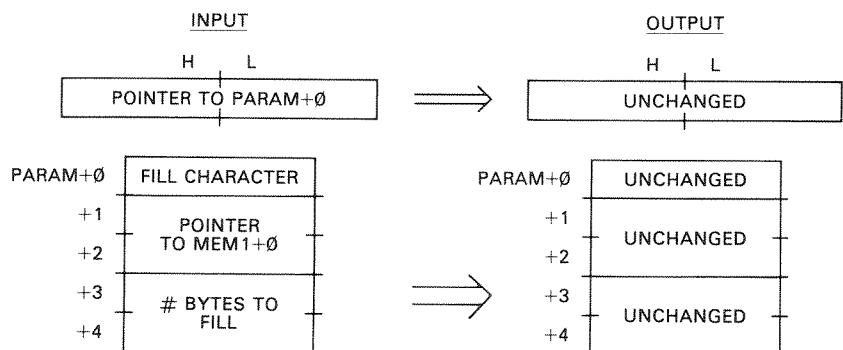 INPUT
OUTPUT
H L
H L
POINTER TO PARAM+Ø
UNCHANGED
PARAM+Ø
FILL CHARACTER
+1
POINTER
TO MEM1+Ø
+2
+3
# BYTES TO
FILL
+4
PARAM+Ø
UNCHANGED
+1
UNCHANGED
+2
+3
UNCHANGED
+4